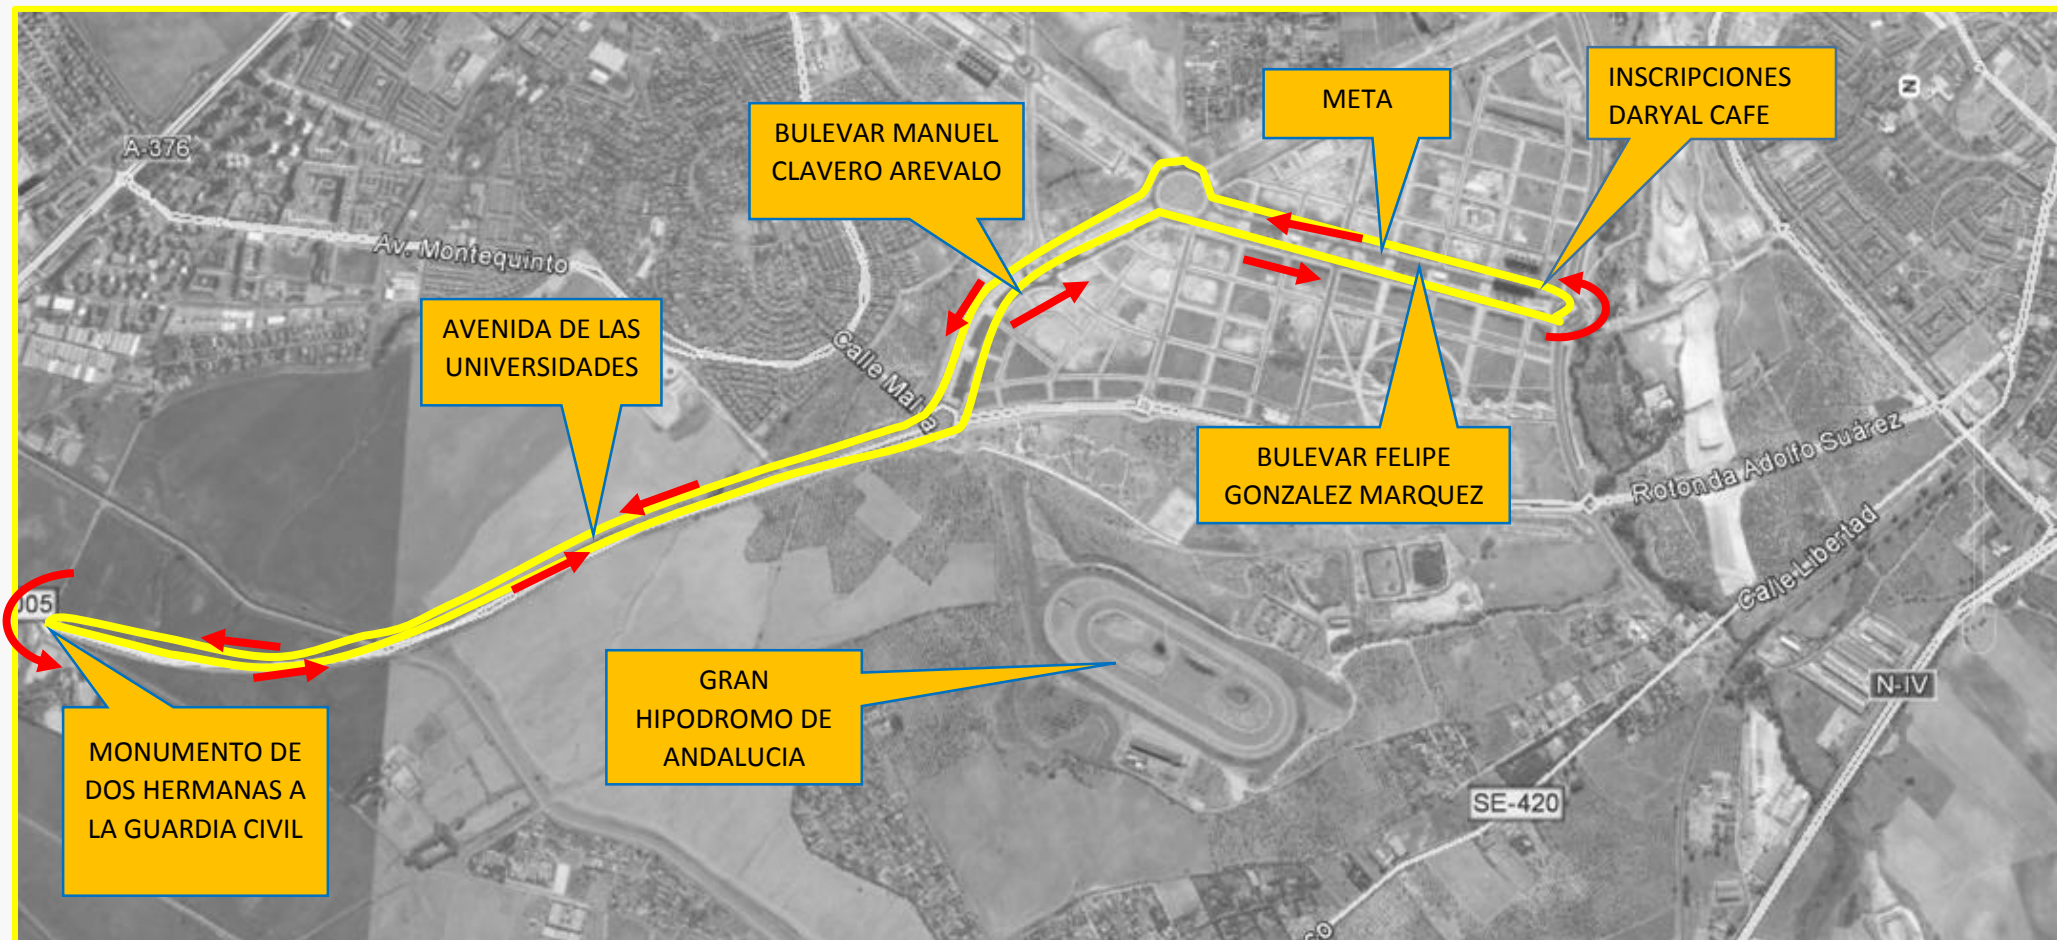 INSCRIPCIONES
DARYAL CAFE
META
N
BULEVAR MANUEL
CLAVERO AREVALO
A-376
Av. Montequinto
AVENIDA DE LAS
UNIVERSIDADES
Calle Malva
BULEVAR FELIPE
GONZALEZ MARQUEZ
Rotonda Adolfo Suárez
Calle Libertad
005
GRAN
HIPODROMO DE
ANDALUCIA
N-IV
MONUMENTO DE
DOS HERMANAS A
LA GUARDIA CIVIL
SE-420